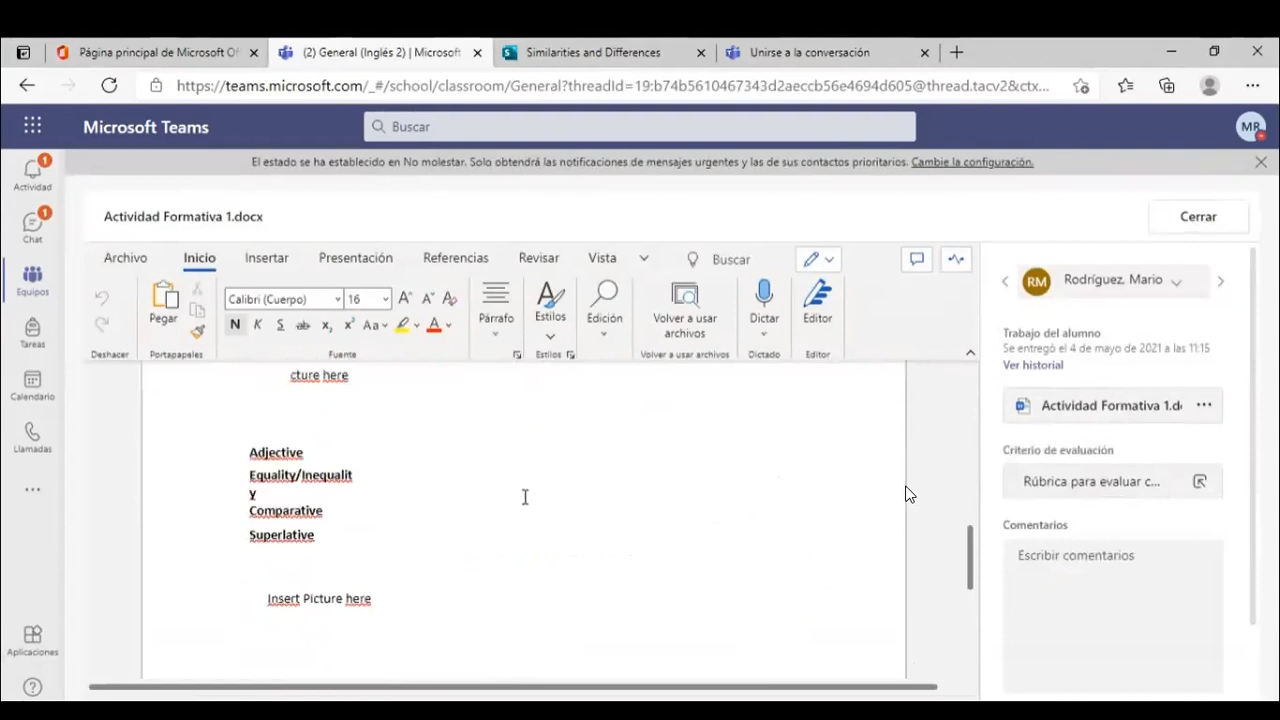 Página principal de Microsoft Of
(2) General (Inglés 2) | Microsoft
Similarities and Differences
Unirse a la conversación
https://teams.microsoft.com/_#/school/classroom/General?threadId=19:b74b5610467343d2aeccb56e4694d605@thread.tacv2&ctx...
Microsoft Teams
Buscar
MR
El estado se ha establecido en No molestar. Solo obtendrá las notificaciones de mensajes urgentes y las de sus contactos prioritarios. Cambie la configuración.
1
Actividad
1
Chat
Equipos
Tareas
Calendario
Llamadas
Aplicaciones
Actividad Formativa 1.docx
Cerrar
Archivo Inicio Insertar Presentación Referencias Revisar Vista Buscar
Pegar
Calibri (Cuerpo) 16
N K S ab x₂ x² Aa A
Párrafo
Estilos
Edición
Volver a usar
archivos
Dictar
Editor
Deshacer Portapapeles Fuente Estilos Volver a usar archivos Dictado Editor
cture here
Adjective
Equality/Inequalit
y
Comparative
Superlative
Insert Picture here
RM Rodríguez, Mario
Trabajo del alumno
Se entregó el 4 de mayo de 2021 a las 11:15
Ver historial
Actividad Formativa 1.d
Criterio de evaluación
Rúbrica para evaluar c...
Comentarios
Escribir comentarios